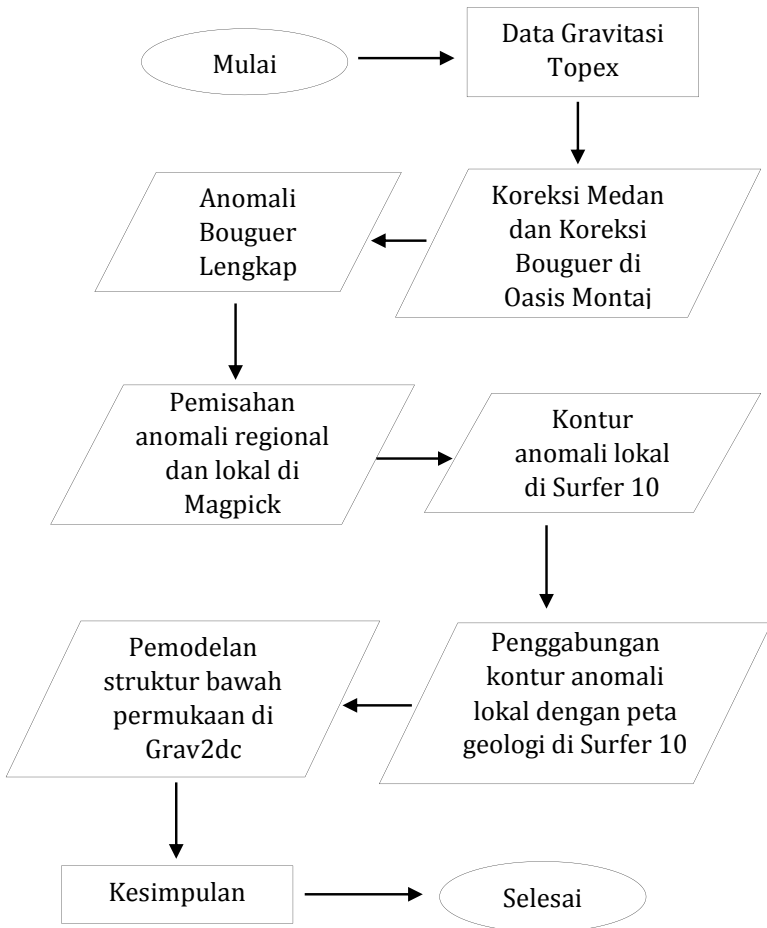 Mulai
Data Gravitasi
Topex
Koreksi Medan
dan Koreksi
Bouguer di
Oasis Montaj
Anomali
Bouguer
Lengkap
Pemisahan
anomali regional
dan lokal di
Magpick
Kontur
anomali lokal
di Surfer 10
Penggabungan
kontur anomali
lokal dengan peta
geologi di Surfer 10
Pemodelan
struktur bawah
permukaan di
Grav2dc
Kesimpulan
Selesai